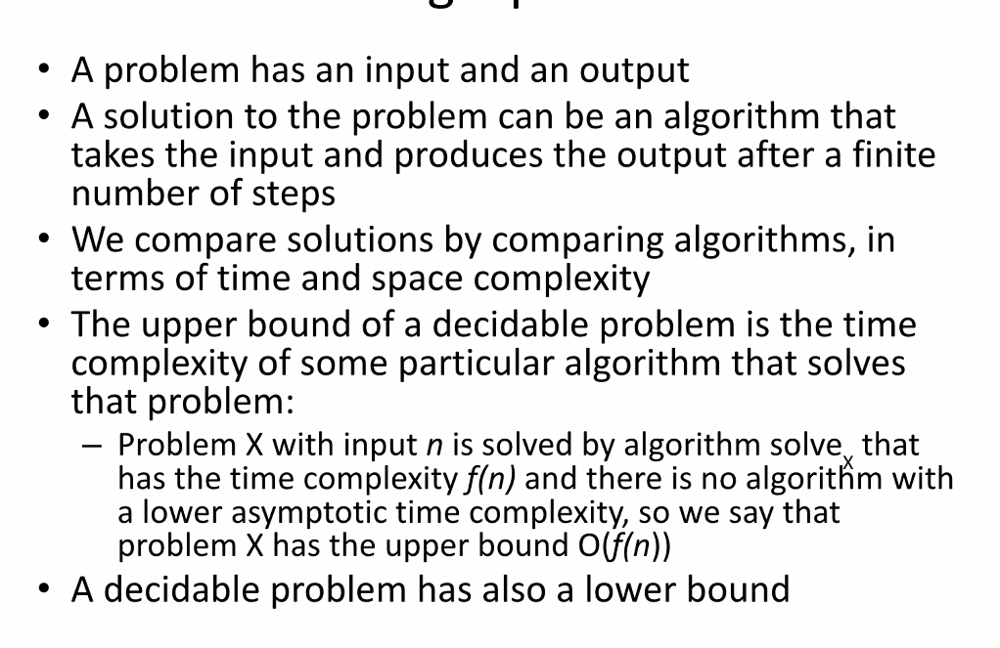 • A problem has an input and an output
• A solution to the problem can be an algorithm that
takes the input and produces the output after a finite
number of steps
• We compare solutions by comparing algorithms, in
terms of time and space complexity
• The upper bound of a decidable problem is the time
complexity of some particular algorithm that solves
that problem:
– Problem X with input n is solved by algorithm solveₓ that
has the time complexity f(n) and there is no algorithm with
a lower asymptotic time complexity, so we say that
problem X has the upper bound O(f(n))
• A decidable problem has also a lower bound